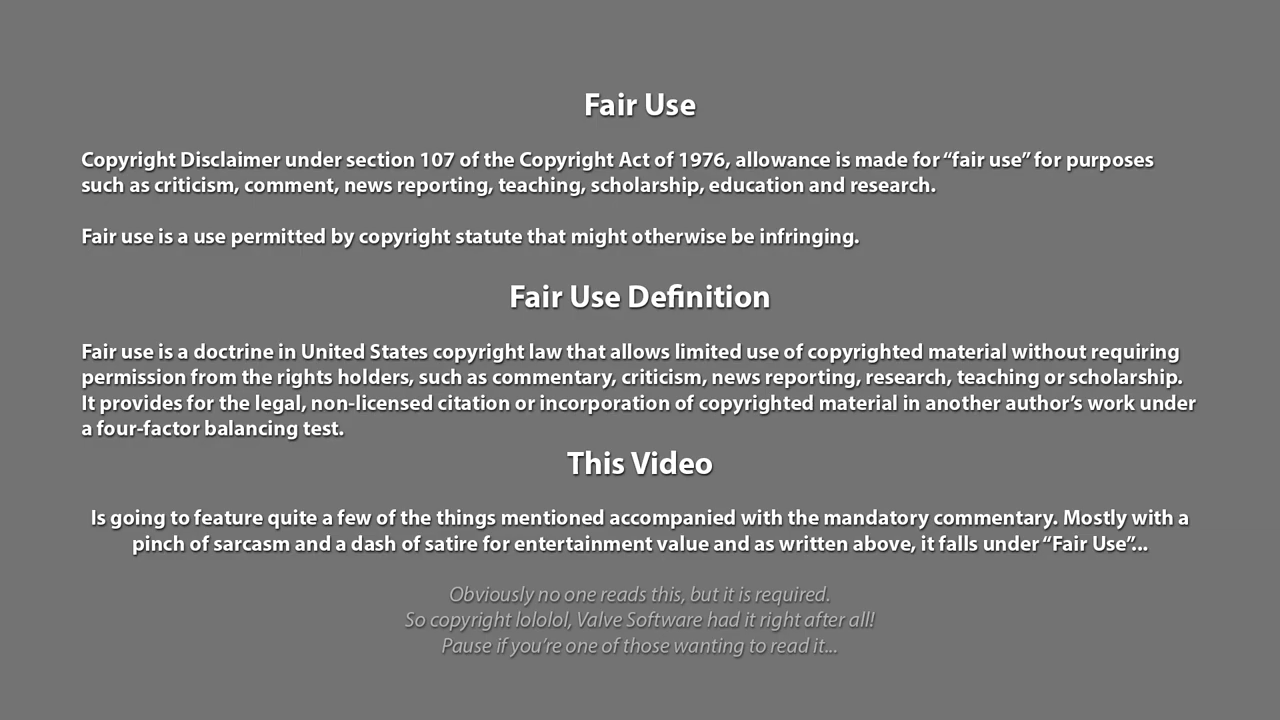 Fair Use
Copyright Disclaimer under section 107 of the Copyright Act of 1976, allowance is made for “fair use” for purposes
such as criticism, comment, news reporting, teaching, scholarship, education and research.
Fair use is a use permitted by copyright statute that might otherwise be infringing.
Fair Use Definition
Fair use is a doctrine in United States copyright law that allows limited use of copyrighted material without requiring
permission from the rights holders, such as commentary, criticism, news reporting, research, teaching or scholarship.
It provides for the legal, non-licensed citation or incorporation of copyrighted material in another author’s work under
a four-factor balancing test.
This Video
Is going to feature quite a few of the things mentioned accompanied with the mandatory commentary. Mostly with a
pinch of sarcasm and a dash of satire for entertainment value and as written above, it falls under “Fair Use”...
Obviously no one reads this, but it is required.
So copyright lololol, Valve Software had it right after all!
Pause if you’re one of those wanting to read it...